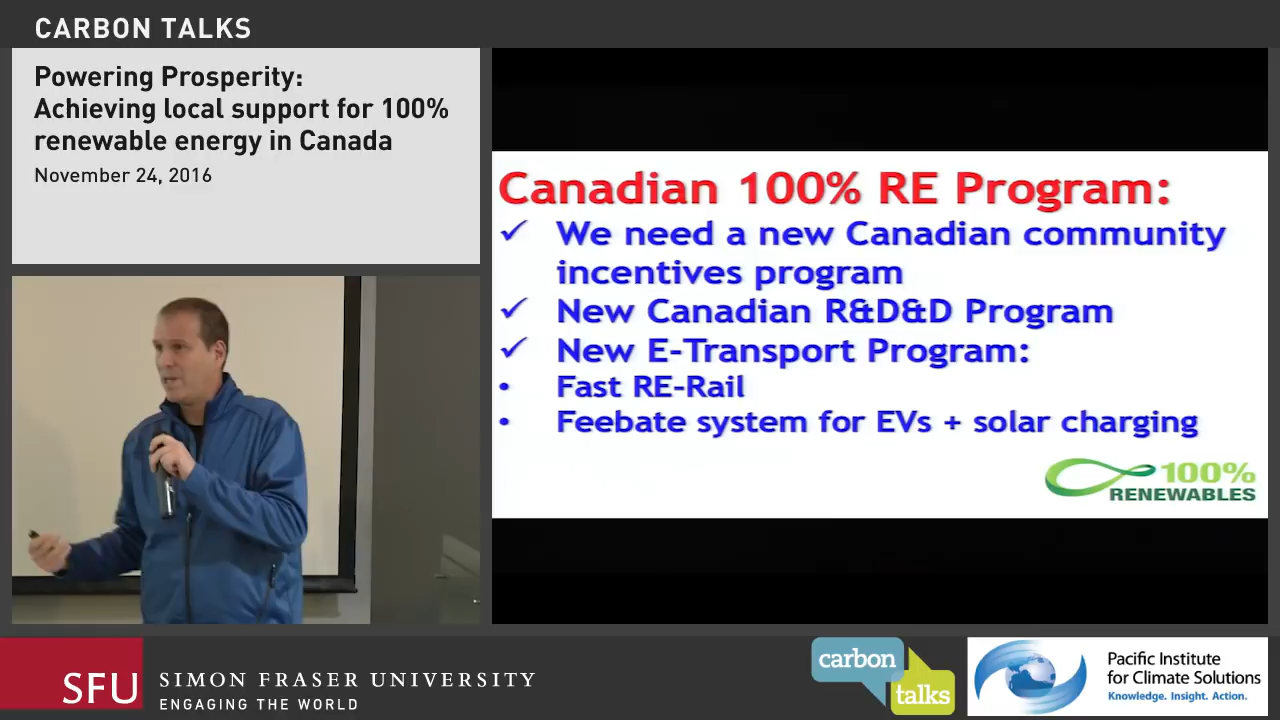 CARBON TALKS
Powering Prosperity:
Achieving local support for 100%
renewable energy in Canada
November 24, 2016
Canadian 100% RE Program:
✓ We need a new Canadian community
incentives program
✓ New Canadian R&D&D Program
✓ New E-Transport Program:
• Fast RE-Rail
• Feebate system for EVs + solar charging
100%
RENEWABLES
SFU
SIMON FRASER UNIVERSITY
ENGAGING THE WORLD
carbon
talks
Pacific Institute
for Climate Solutions
Knowledge. Insight. Action.